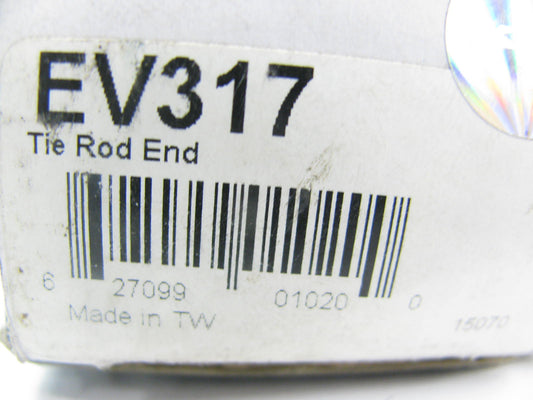 EV317
Tie Rod End
6 27099 01020 0
Made in TW
15070